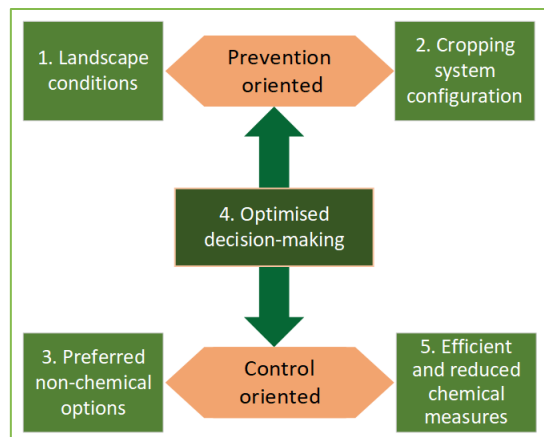 1. Landscape
conditions
Prevention
oriented
2. Cropping
system
configuration
4. Optimised
decision-making
3. Preferred
non-chemical
options
Control
oriented
5. Efficient
and reduced
chemical
measures